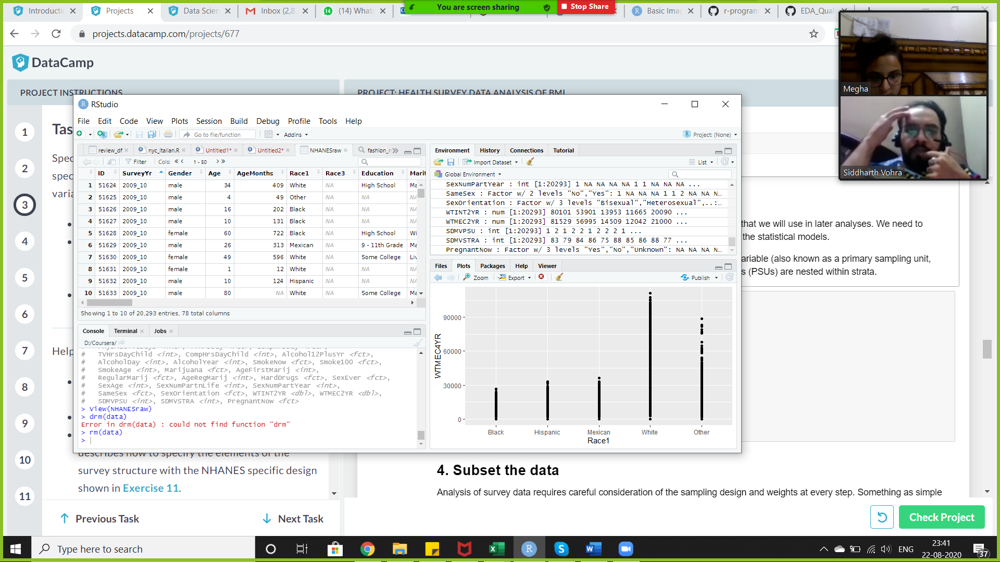 Introductic
Projects
Data Scien
Inbox (2,8
(14) Whats
You are screen sharing
Stop Share
Basic Imag
r-program
EDA_Quali
projects.datacamp.com/projects/677
DataCamp
PROJECT INSTRUCTIONS
PROJECT: HEALTH SURVEY DATA ANALYSIS OF BMI
Megha
Siddharth Vohra
1
2
3
4
5
6
7
8
9
10
11
Tas
Spec
spec
varia
Help
RStudio
File Edit Code View Plots Session Build Debug Profile Tools Help
Go to file/function
Addins
Project: (None)
review_df
nyc_italian.R
Untitled1*
Untitled2*
NHANESraw
fashion_n
Filter
Cols:
1 - 50
ID SurveyYr Gender Age AgeMonths Race1 Race3 Education Marit
1 51624 2009_10 male 34 409 White NA High School Ma
2 51625 2009_10 male 4 49 Other NA NA NA
3 51626 2009_10 male 16 202 Black NA NA NA
4 51627 2009_10 male 10 131 Black NA NA NA
5 51628 2009_10 female 60 722 Black NA High School Wi
6 51629 2009_10 male 26 313 Mexican NA 9 - 11th Grade Ma
7 51630 2009_10 female 49 596 White NA Some College Liv
8 51631 2009_10 female 1 12 White NA NA NA
9 51632 2009_10 male 10 124 Hispanic NA NA NA
10 51633 2009_10 male 80 NA White NA Some College Ma
Showing 1 to 10 of 20,293 entries, 78 total columns
Console Terminal Jobs
D:/Coursera/
# TVHrsDayChild <int>, CompHrsDayChild <int>, Alcohol12PlusYr <fct>,
# AlcoholDay <int>, AlcoholYear <int>, SmokeNow <fct>, Smoke100 <fct>,
# SmokeAge <int>, Marijuana <fct>, AgeFirstMarij <int>,
# RegularMarij <fct>, AgeRegMarij <int>, HardDrugs <fct>, SexEver <fct>,
# SexAge <int>, SexNumPartnLife <int>, SexNumPartYear <int>,
# SameSex <fct>, SexOrientation <fct>, WTINT2YR <dbl>, WTMEC2YR <dbl>,
# SDMVPSU <int>, SDMVSTRA <int>, PregnantNow <fct>
> View(NHANESraw)
> drm(data)
Error in drm(data) : could not find function "drm"
> rm(data)
>
Environment History Connections Tutorial
Import Dataset
List
Global Environment
SexNumPartYear : int [1:20293] 1 NA NA NA NA 1 1 NA NA NA ...
SameSex : Factor w/ 2 levels "No","Yes": 1 NA NA NA 1 1 2 NA NA N...
SexOrientation : Factor w/ 3 levels "Bisexual","Heterosexual",..:...
WTINT2YR : num [1:20293] 80101 53901 13953 11665 20090 ...
WTMEC2YR : num [1:20293] 81529 56995 14509 12042 21000 ...
SDMVPSU : int [1:20293] 1 2 1 2 2 1 2 2 2 1 ...
SDMVSTRA : int [1:20293] 83 79 84 86 75 88 85 86 88 77 ...
PregnantNow : Factor w/ 3 levels "Yes","No","Unknown": NA NA NA N...
Files Plots Packages Help Viewer
Zoom
Export
Publish
WTMEC4YR
90000
60000
30000
0
Black Hispanic Mexican White Other
Race1
that we will use in later analyses. We need to
the statistical models.
ariable (also known as a primary sampling unit,
s (PSUs) are nested within strata.
describes how to specify the elements of the
survey structure with the NHANES specific design
shown in Exercise 11.
Previous Task
Next Task
4. Subset the data
Analysis of survey data requires careful consideration of the sampling design and weights at every step. Something as simple
Check Project
Type here to search
ENG
23:41
22-08-2020
37